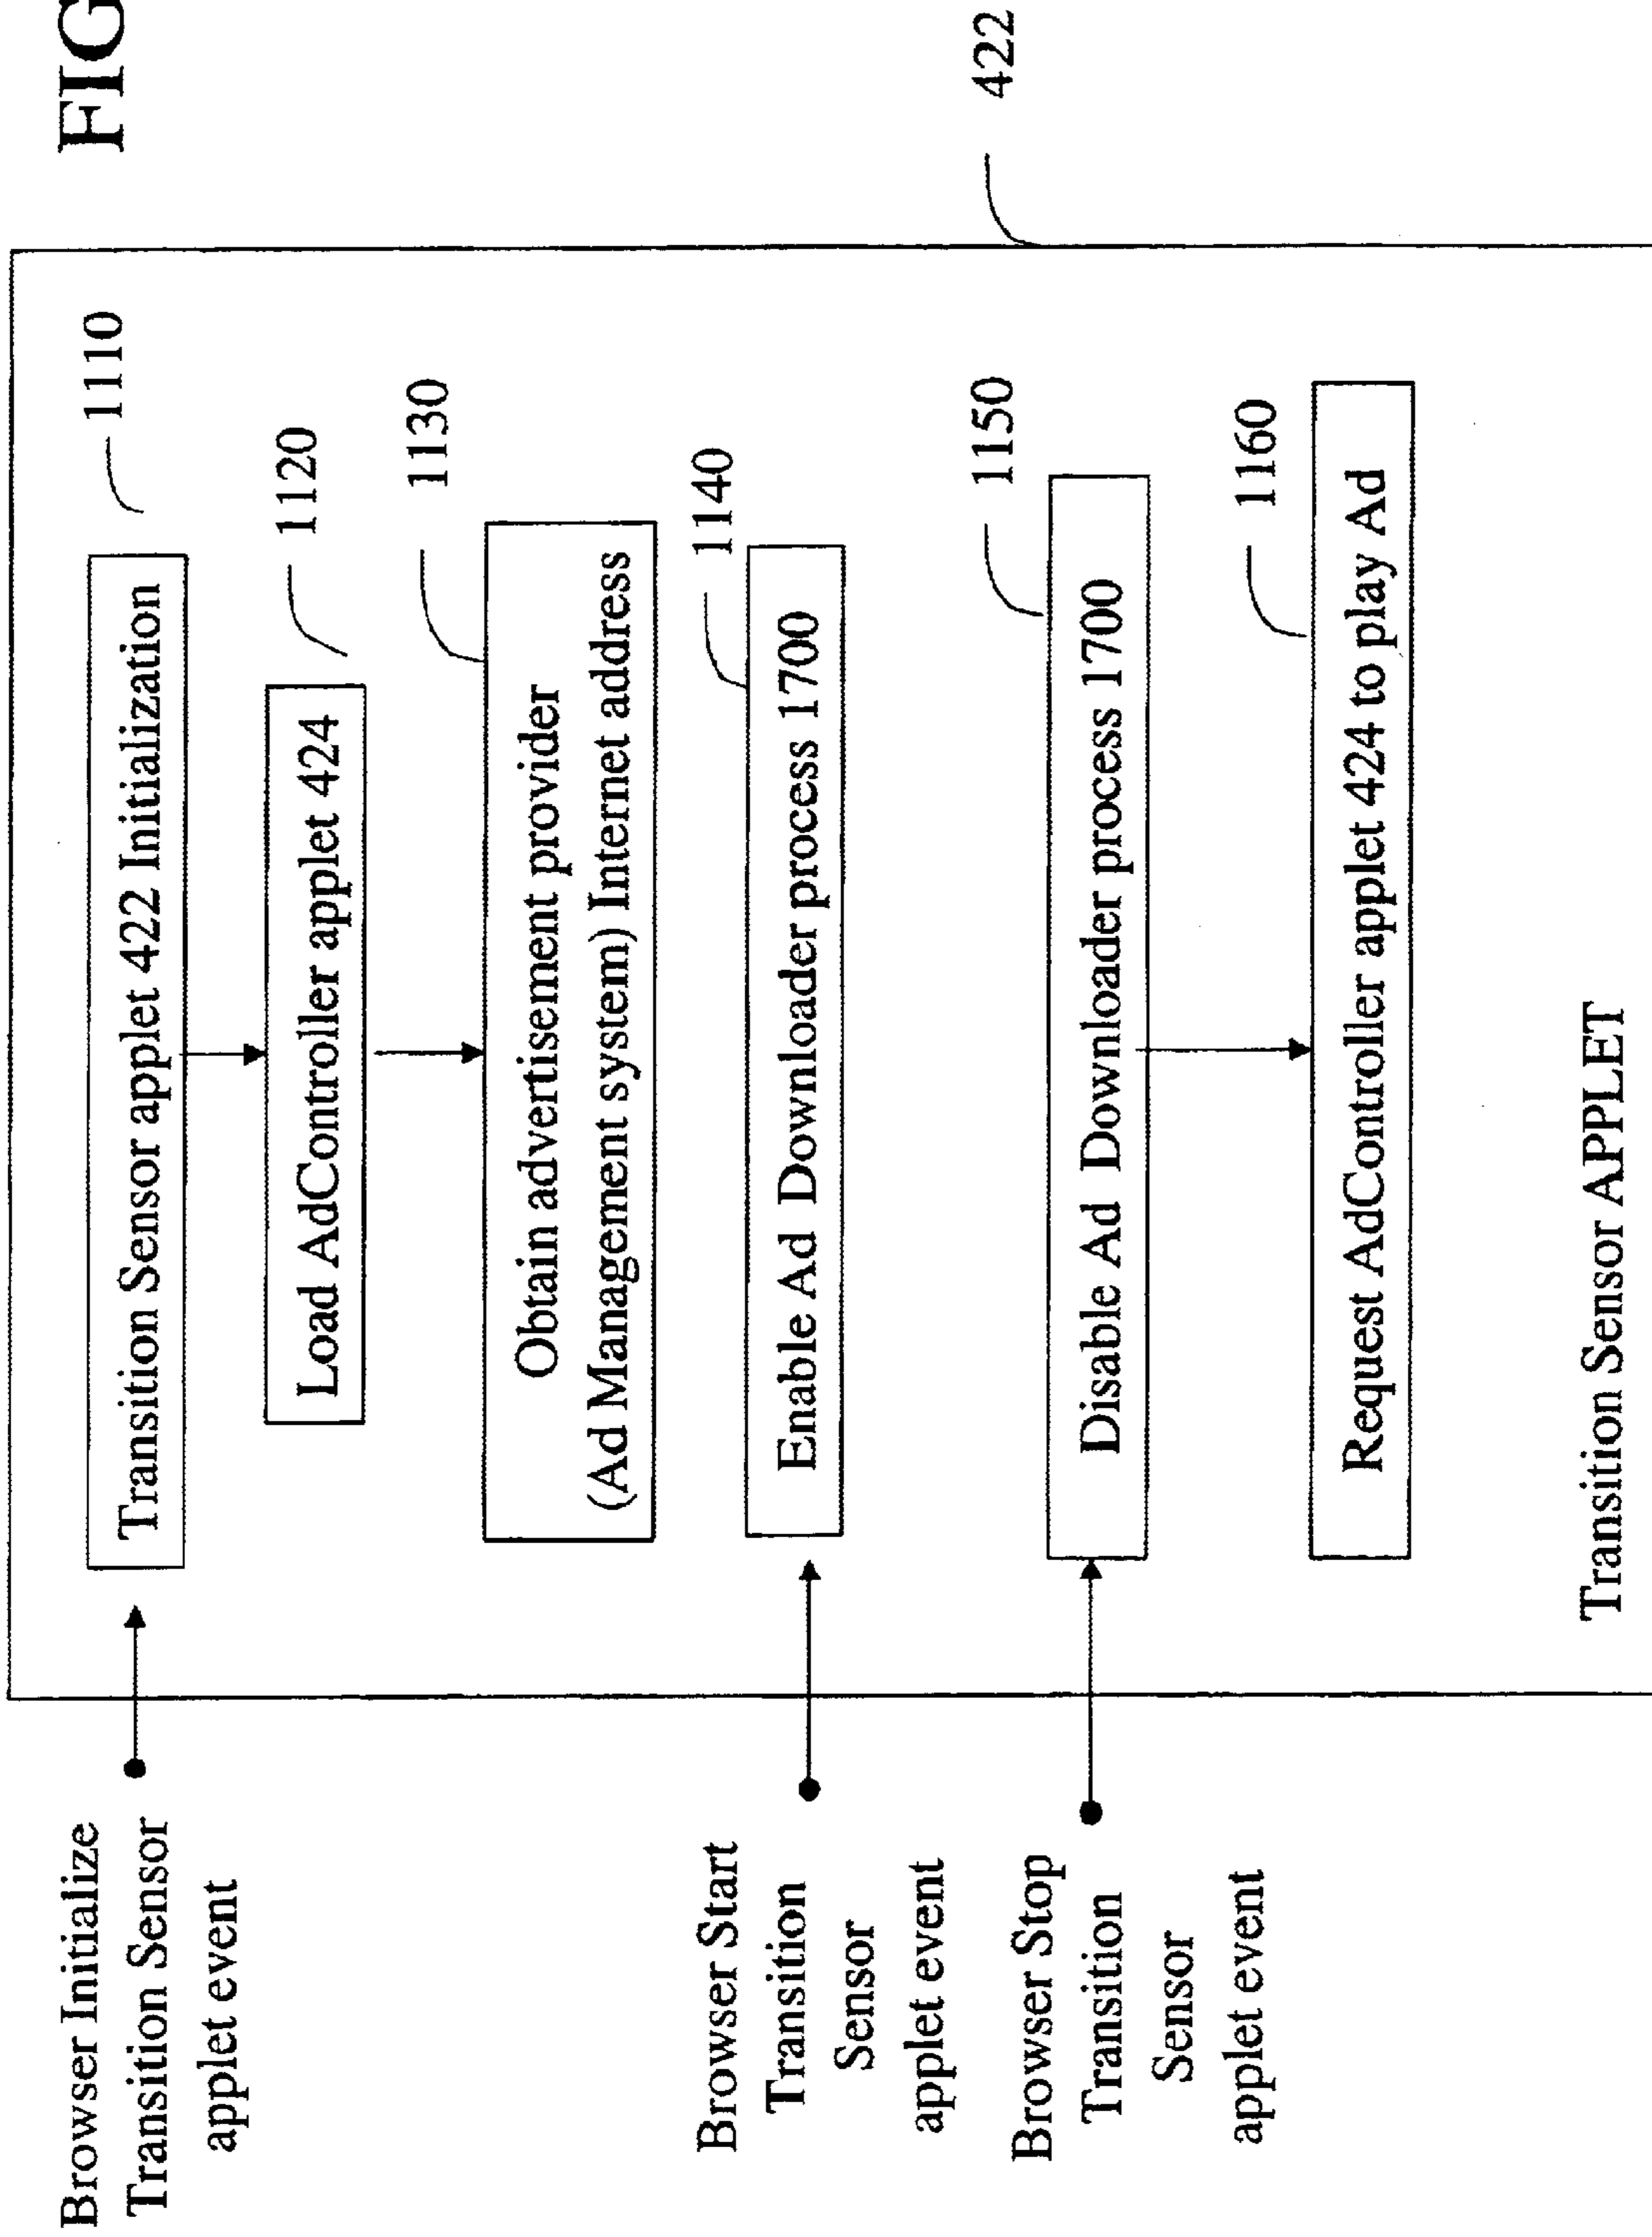 FIG
Browser Initialize
Transition Sensor
applet event
Transition Sensor applet 422 Initialization
1110
Load AdController applet 424
1120
Obtain advertisement provider
(Ad Management system) Internet address
1130
Browser Start
Transition
Sensor
applet event
Enable Ad Downloader process 1700
1140
Browser Stop
Transition
Sensor
applet event
Disable Ad Downloader process 1700
1150
Request AdController applet 424 to play Ad
1160
Transition Sensor APPLET
422